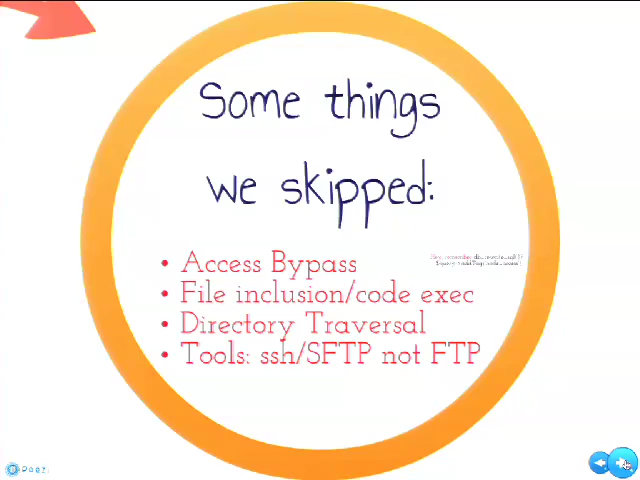 Some things
we skipped:
• Access Bypass
• File inclusion/code exec
• Directory Traversal
• Tools: ssh/SFTP not FTP